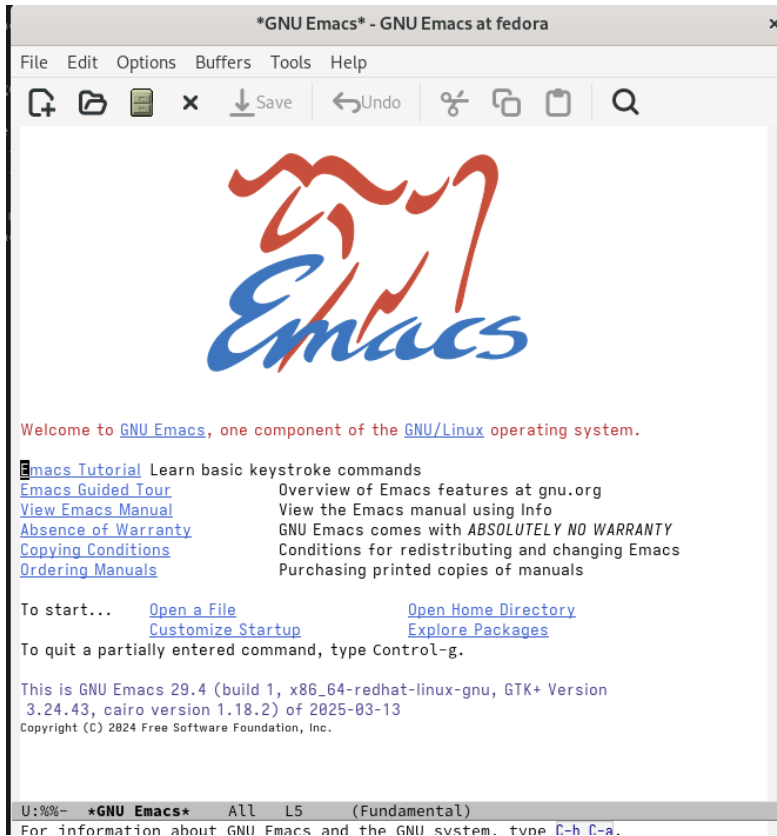 *GNU Emacs* - GNU Emacs at fedora
File Edit Options Buffers Tools Help
Save Undo
Emacs
Welcome to GNU Emacs, one component of the GNU/Linux operating system.
Emacs Tutorial Learn basic keystroke commands
Emacs Guided Tour Overview of Emacs features at gnu.org
View Emacs Manual View the Emacs manual using Info
Absence of Warranty GNU Emacs comes with ABSOLUTELY NO WARRANTY
Copying Conditions Conditions for redistributing and changing Emacs
Ordering Manuals Purchasing printed copies of manuals
To start... Open a File Open Home Directory
Customize Startup Explore Packages
To quit a partially entered command, type Control-g.
This is GNU Emacs 29.4 (build 1, x86_64-redhat-linux-gnu, GTK+ Version
3.24.43, cairo version 1.18.2) of 2025-03-13
Copyright (C) 2024 Free Software Foundation, Inc.
U:%%- *GNU Emacs* All L5 (Fundamental)
For information about GNU Emacs and the GNU system, type C-h C-a.